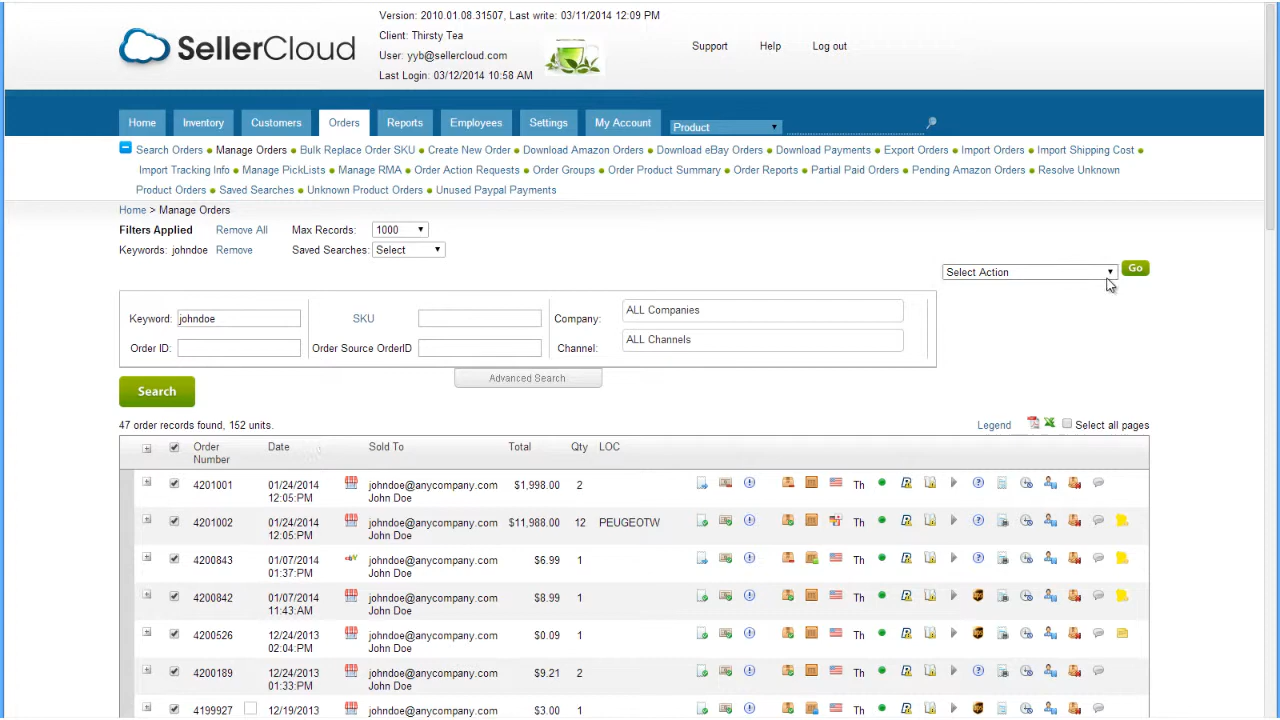 Version: 2010.01.08.31507, Last write: 03/11/2014 12:09 PM
SellerCloud
Client: Thirsty Tea
User: yyb@sellercloud.com
Last Login: 03/12/2014 10:58 AM
Support Help Log out
Home Inventory Customers Orders Reports Employees Settings My Account Product
Search Orders Manage Orders Bulk Replace Order SKU Create New Order Download Amazon Orders Download eBay Orders Download Payments Export Orders Import Orders Import Shipping Cost
Import Tracking Info Manage PickLists Manage RMA Order Action Requests Order Groups Order Product Summary Order Reports Partial Paid Orders Pending Amazon Orders Resolve Unknown
Product Orders Saved Searches Unknown Product Orders Unused Paypal Payments
Home > Manage Orders
Filters Applied Remove All Max Records: 1000
Keywords: johndoe Remove Saved Searches: Select
Select Action Go
Keyword: johndoe SKU Company: ALL Companies
Order ID: Order Source OrderID Channel: ALL Channels
Advanced Search
Search
47 order records found, 152 units. Legend Select all pages
Order Number Date Sold To Total Qty LOC
4201001 01/24/2014 johndoe@anycompany.com $1,998.00 2 Th
12:05:PM John Doe
4201002 01/24/2014 johndoe@anycompany.com $11,988.00 12 PEUGEOTW Th
12:05:PM John Doe
4200843 01/07/2014 johndoe@anycompany.com $6.99 1 Th
01:37:PM John Doe
4200842 01/07/2014 johndoe@anycompany.com $8.99 1 Th
11:43:AM John Doe
4200526 12/24/2013 johndoe@anycompany.com $0.09 1 Th
02:04:PM John Doe
4200189 12/24/2013 johndoe@anycompany.com $9.21 2 Th
01:33:PM John Doe
4199927 12/19/2013 johndoe@anycompany.com $3.00 1 Th